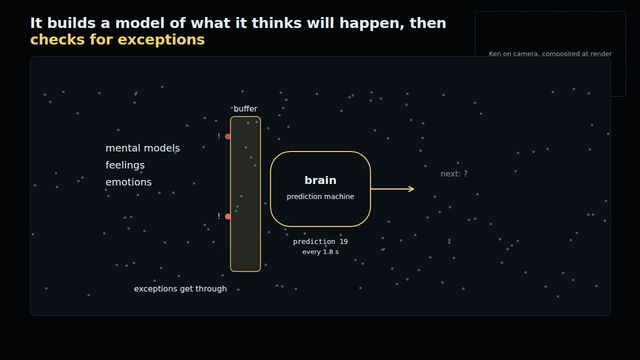 It builds a model of what it thinks will happen, then
checks for exceptions
Ken on camera, composited at render
buffer
!
mental models
feelings
emotions
brain
prediction machine
next: ?
!
prediction 19
every 1.8 s
exceptions get through